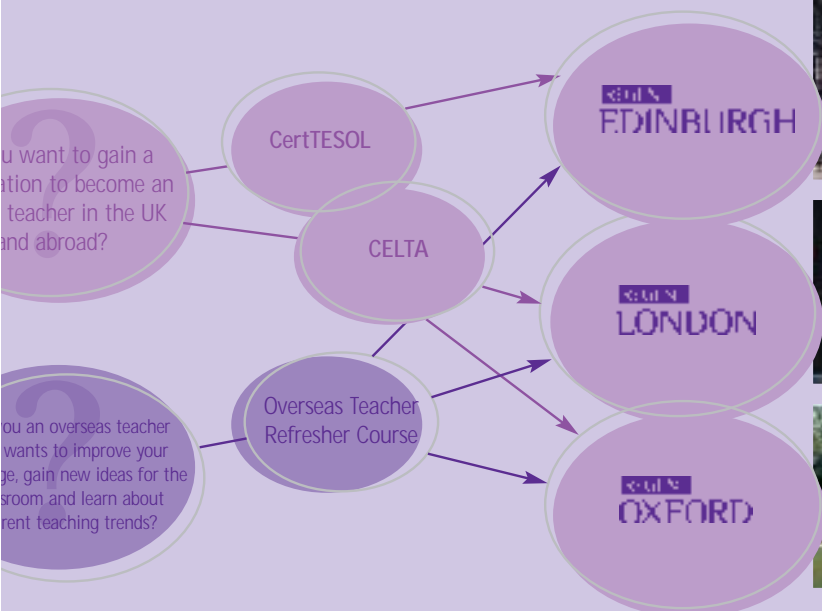 u want to gain a
ation to become an
teacher in the UK
and abroad?
CertTESOL
CELTA
EDINBURGH
LONDON
OXFORD
Overseas Teacher
Refresher Course
you an overseas teacher
wants to improve your
ge, gain new ideas for the
sroom and learn about
rent teaching trends?